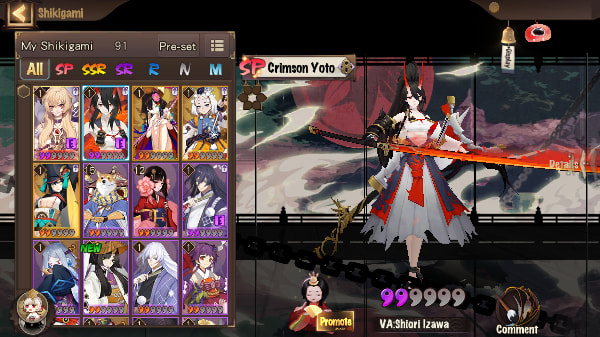 Shikigami
My Shikigami 91 Pre-set
All SP SSR SR R N M
SP Crimson Yoto
Details
NEW
Promote
VA:Shiori Izawa
Comment